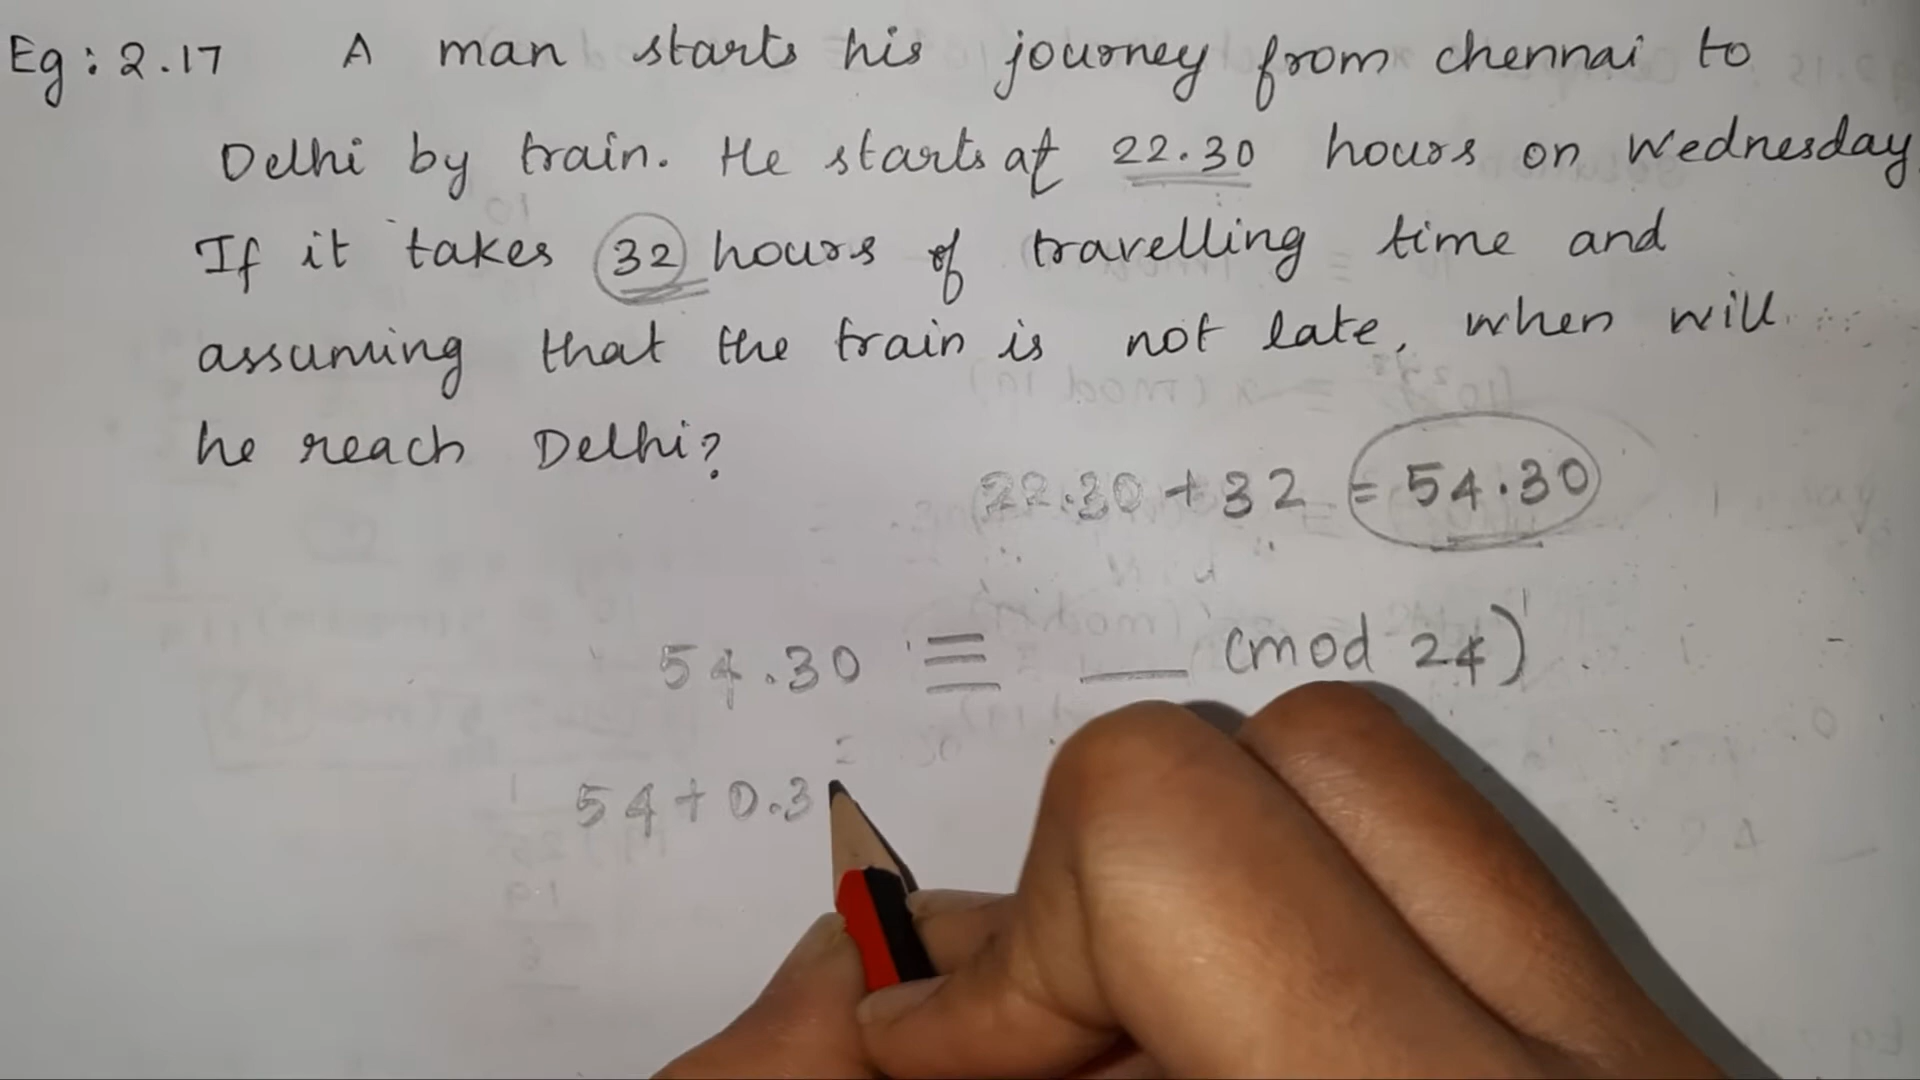 Eg: 2.17 A man starts his journey from chennai to
Delhi by train. He starts at 22.30 hours on Wednesday.
If it takes 32 hours of travelling time and
assuming that the train is not late, when will
he reach Delhi?
22.30 + 32 = 54.30
54.30 ≡ __ (mod 24)
54 + 0.3